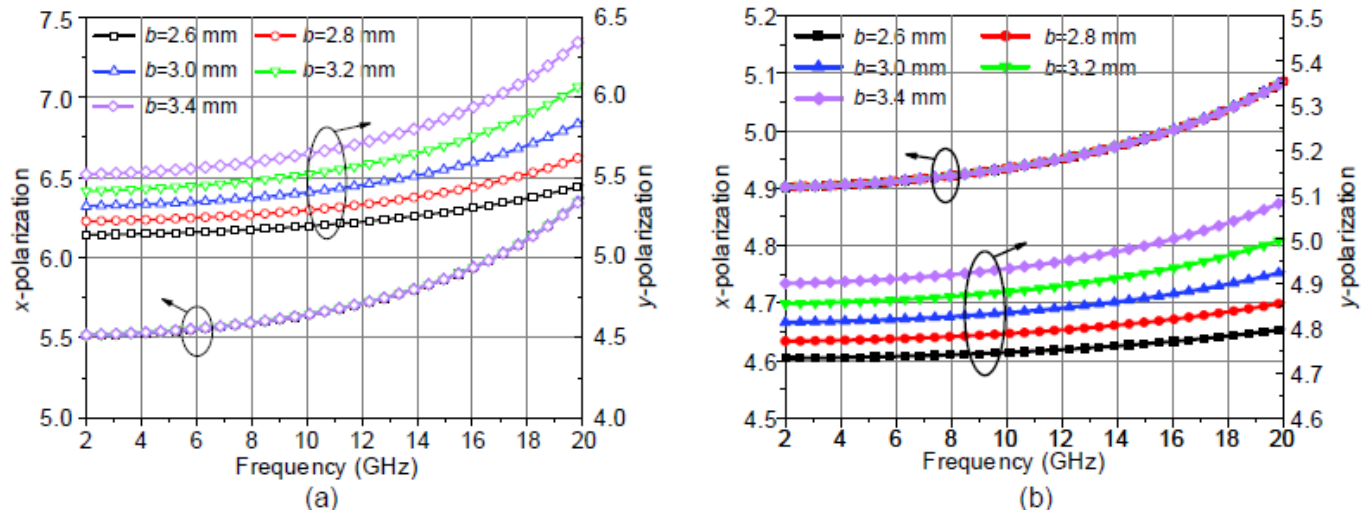 7.5
7.0
6.5
6.0
5.5
5.0
x-polarization
b=2.6 mm b=2.8 mm
b=3.0 mm b=3.2 mm
b=3.4 mm
6.5
6.0
5.5
5.0
4.5
4.0
y-polarization
2 4 6 8 10 12 14 16 18 20
Frequency (GHz)
(a)
5.2
5.1
5.0
4.9
4.8
4.7
4.6
4.5
x-polarization
b=2.6 mm b=2.8 mm
b=3.0 mm b=3.2 mm
b=3.4 mm
5.5
5.4
5.3
5.2
5.1
5.0
4.9
4.8
4.7
4.6
y-polarization
2 4 6 8 10 12 14 16 18 20
Frequency (GHz)
(b)